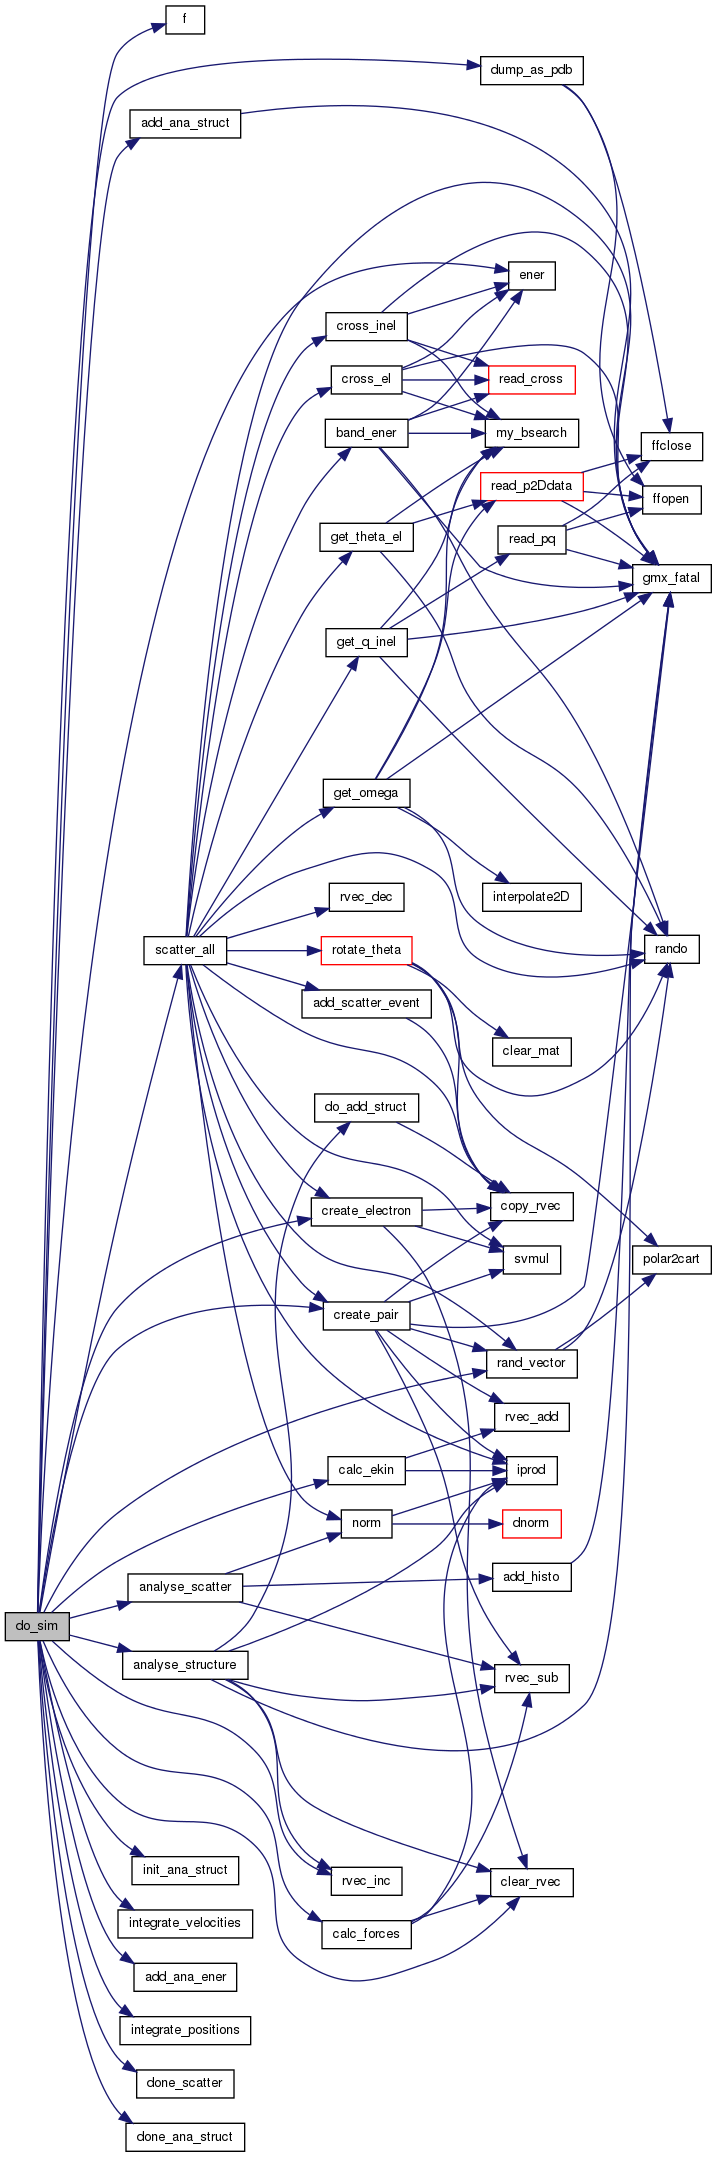 f
dump_as_pdb
add_ana_struct
ener
cross_inel
cross_el
read_cross
band_ener
my_bsearch
ffclose
read_p2Ddata
ffopen
get_theta_el
read_pq
gmx_fatal
get_q_inel
get_omega
interpolate2D
rvec_dec
scatter_all
rotate_theta
rando
add_scatter_event
clear_mat
do_add_struct
create_electron
copy_rvec
svmul
polar2cart
create_pair
rand_vector
rvec_add
calc_ekin
iprod
norm
dnorm
analyse_scatter
add_histo
do_sim
analyse_structure
rvec_sub
init_ana_struct
rvec_inc
clear_rvec
integrate_velocities
calc_forces
add_ana_ener
integrate_positions
done_scatter
done_ana_struct